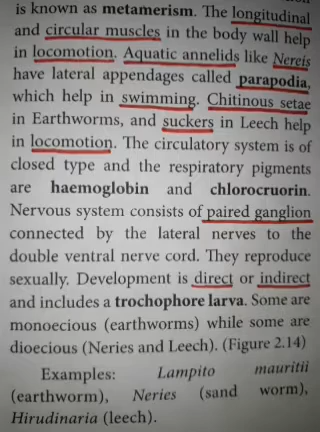 is known as metamerism. The longitudinal
and circular muscles in the body wall help
in locomotion. Aquatic annelids like Nereis
have lateral appendages called parapodia,
which help in swimming. Chitinous setae
in Earthworms, and suckers in Leech help
in locomotion. The circulatory system is of
closed type and the respiratory pigments
are haemoglobin and chlorocruorin.
Nervous system consists of paired ganglion
connected by the lateral nerves to the
double ventral nerve cord. They reproduce
sexually. Development is direct or indirect
and includes a trochophore larva. Some are
monoecious (earthworms) while some are
dioecious (Neries and Leech). (Figure 2.14)
Examples: Lampito mauritii
(earthworm), Neries (sand worm),
Hirudinaria (leech).